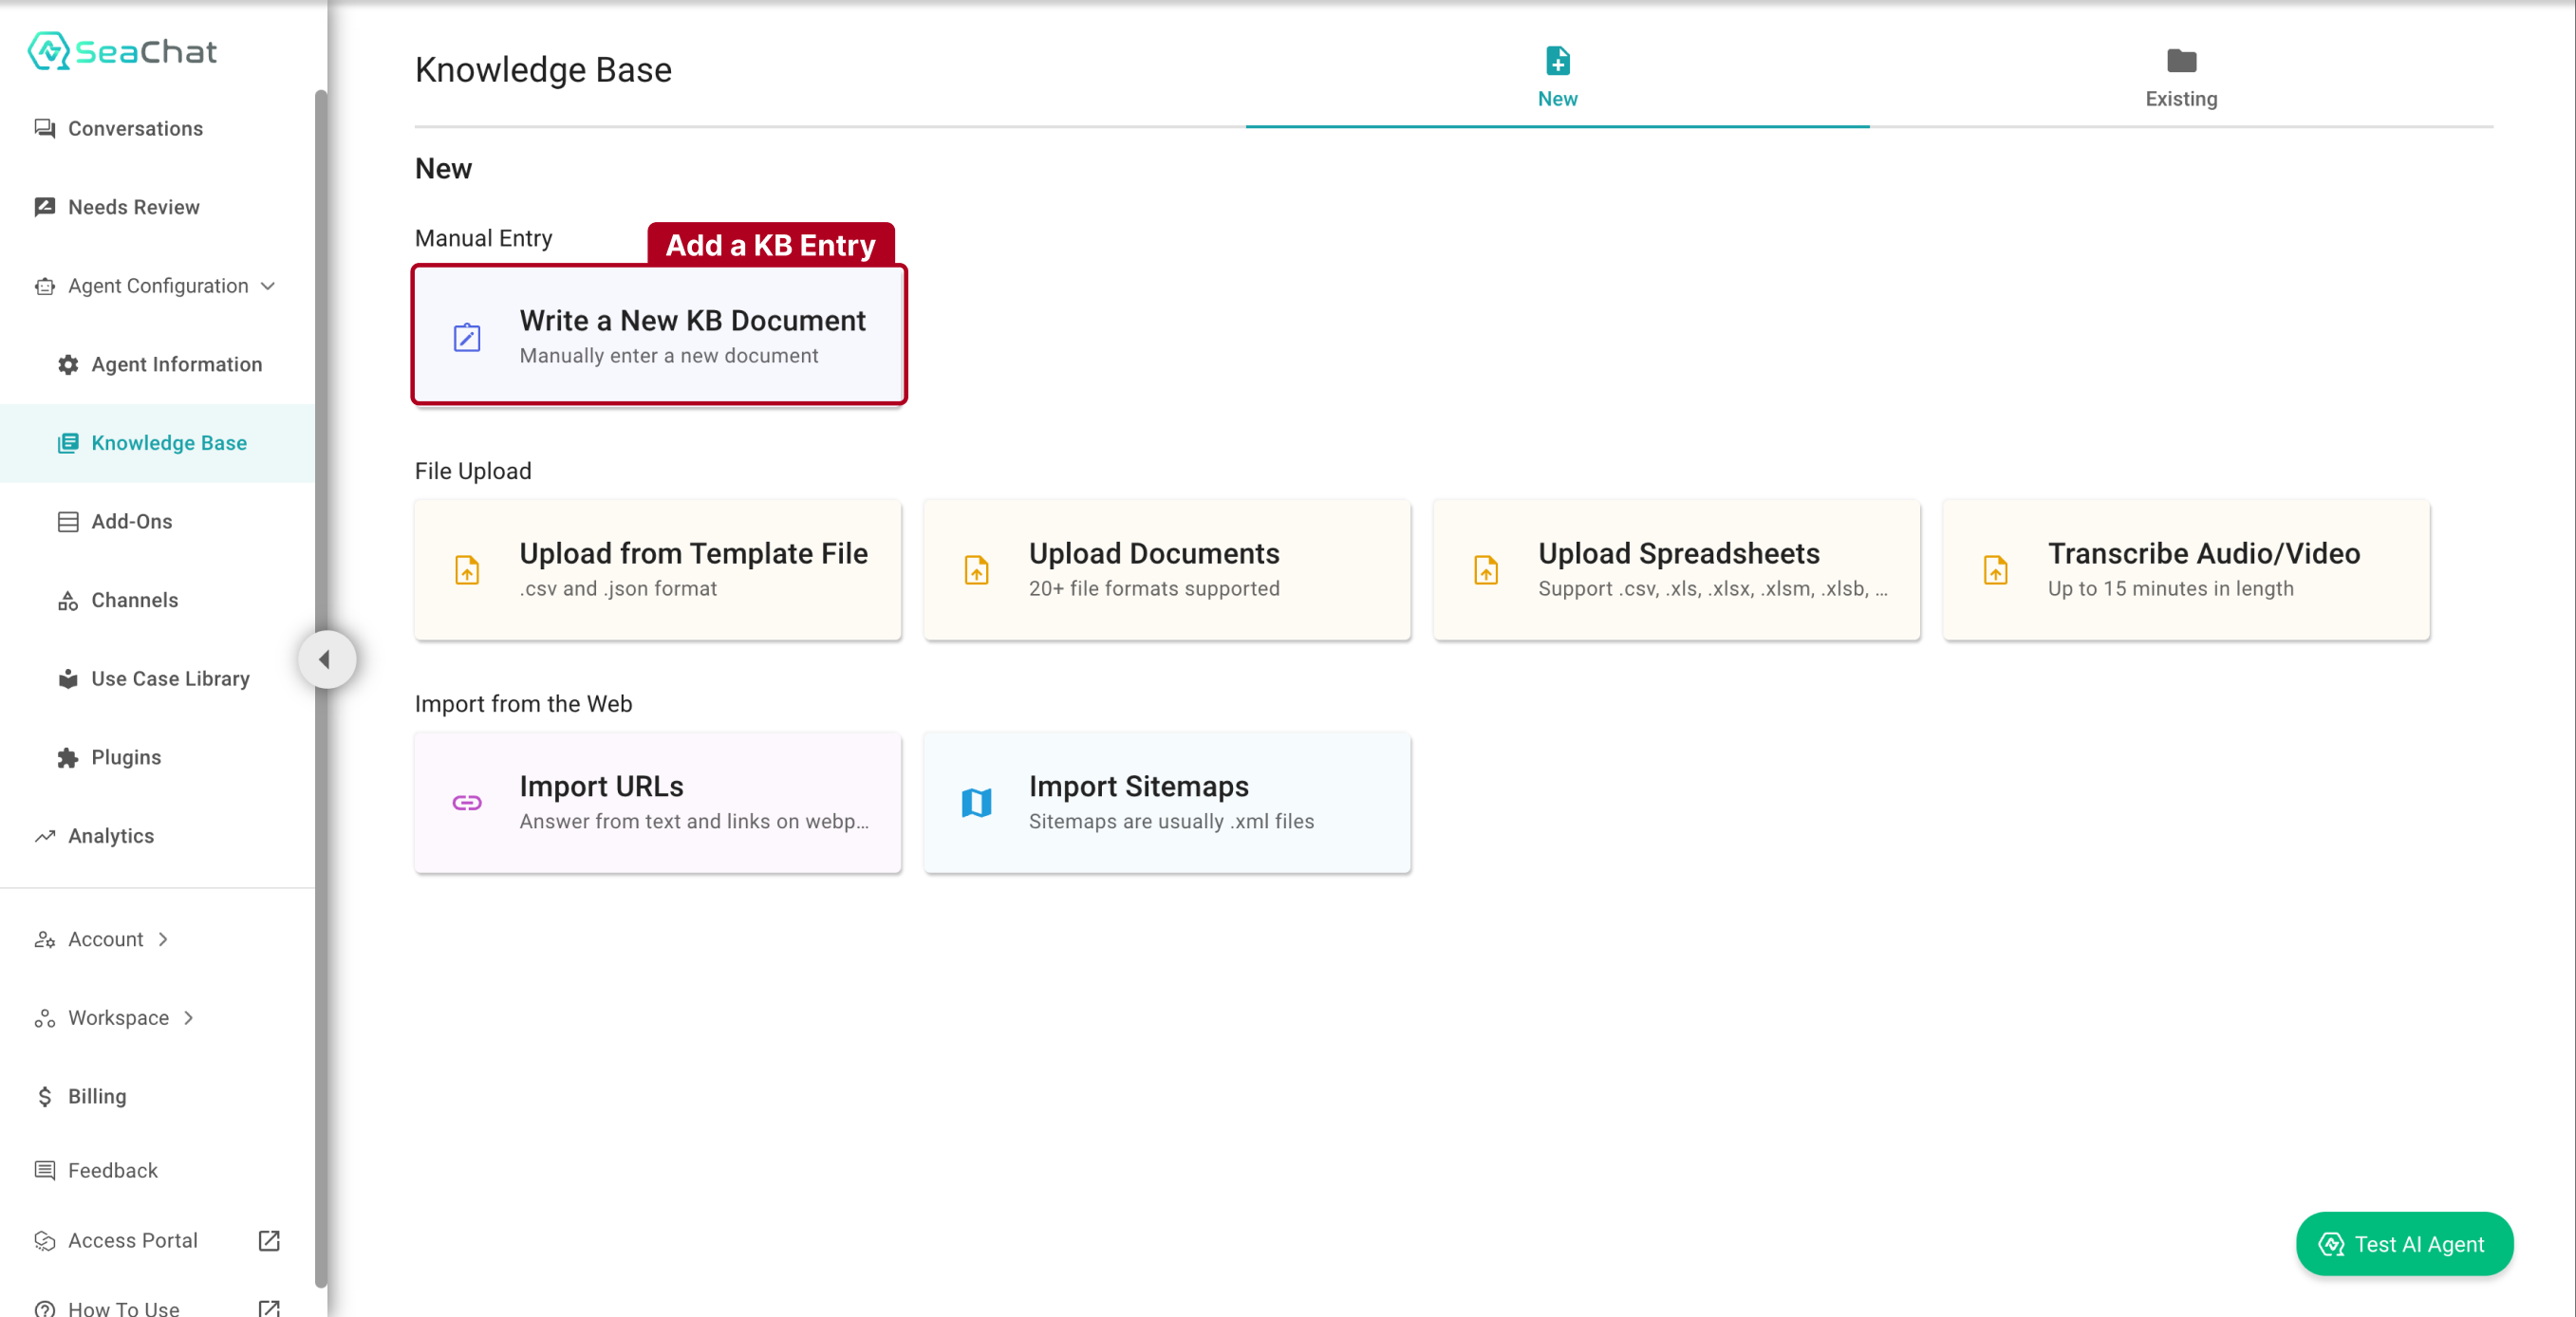 SeaChat
Conversations
Needs Review
Agent Configuration
Agent Information
Knowledge Base
Add-Ons
Channels
Use Case Library
Plugins
Analytics
Account
Workspace
Billing
Feedback
Access Portal
How To Use
Knowledge Base
New
Existing
New
Manual Entry
Add a KB Entry
Write a New KB Document
Manually enter a new document
File Upload
Upload from Template File
.csv and .json format
Upload Documents
20+ file formats supported
Upload Spreadsheets
Support .csv, .xls, .xlsx, .xlsm, .xlsb, ...
Transcribe Audio/Video
Up to 15 minutes in length
Import from the Web
Import URLs
Answer from text and links on webp...
Import Sitemaps
Sitemaps are usually .xml files
Test AI Agent